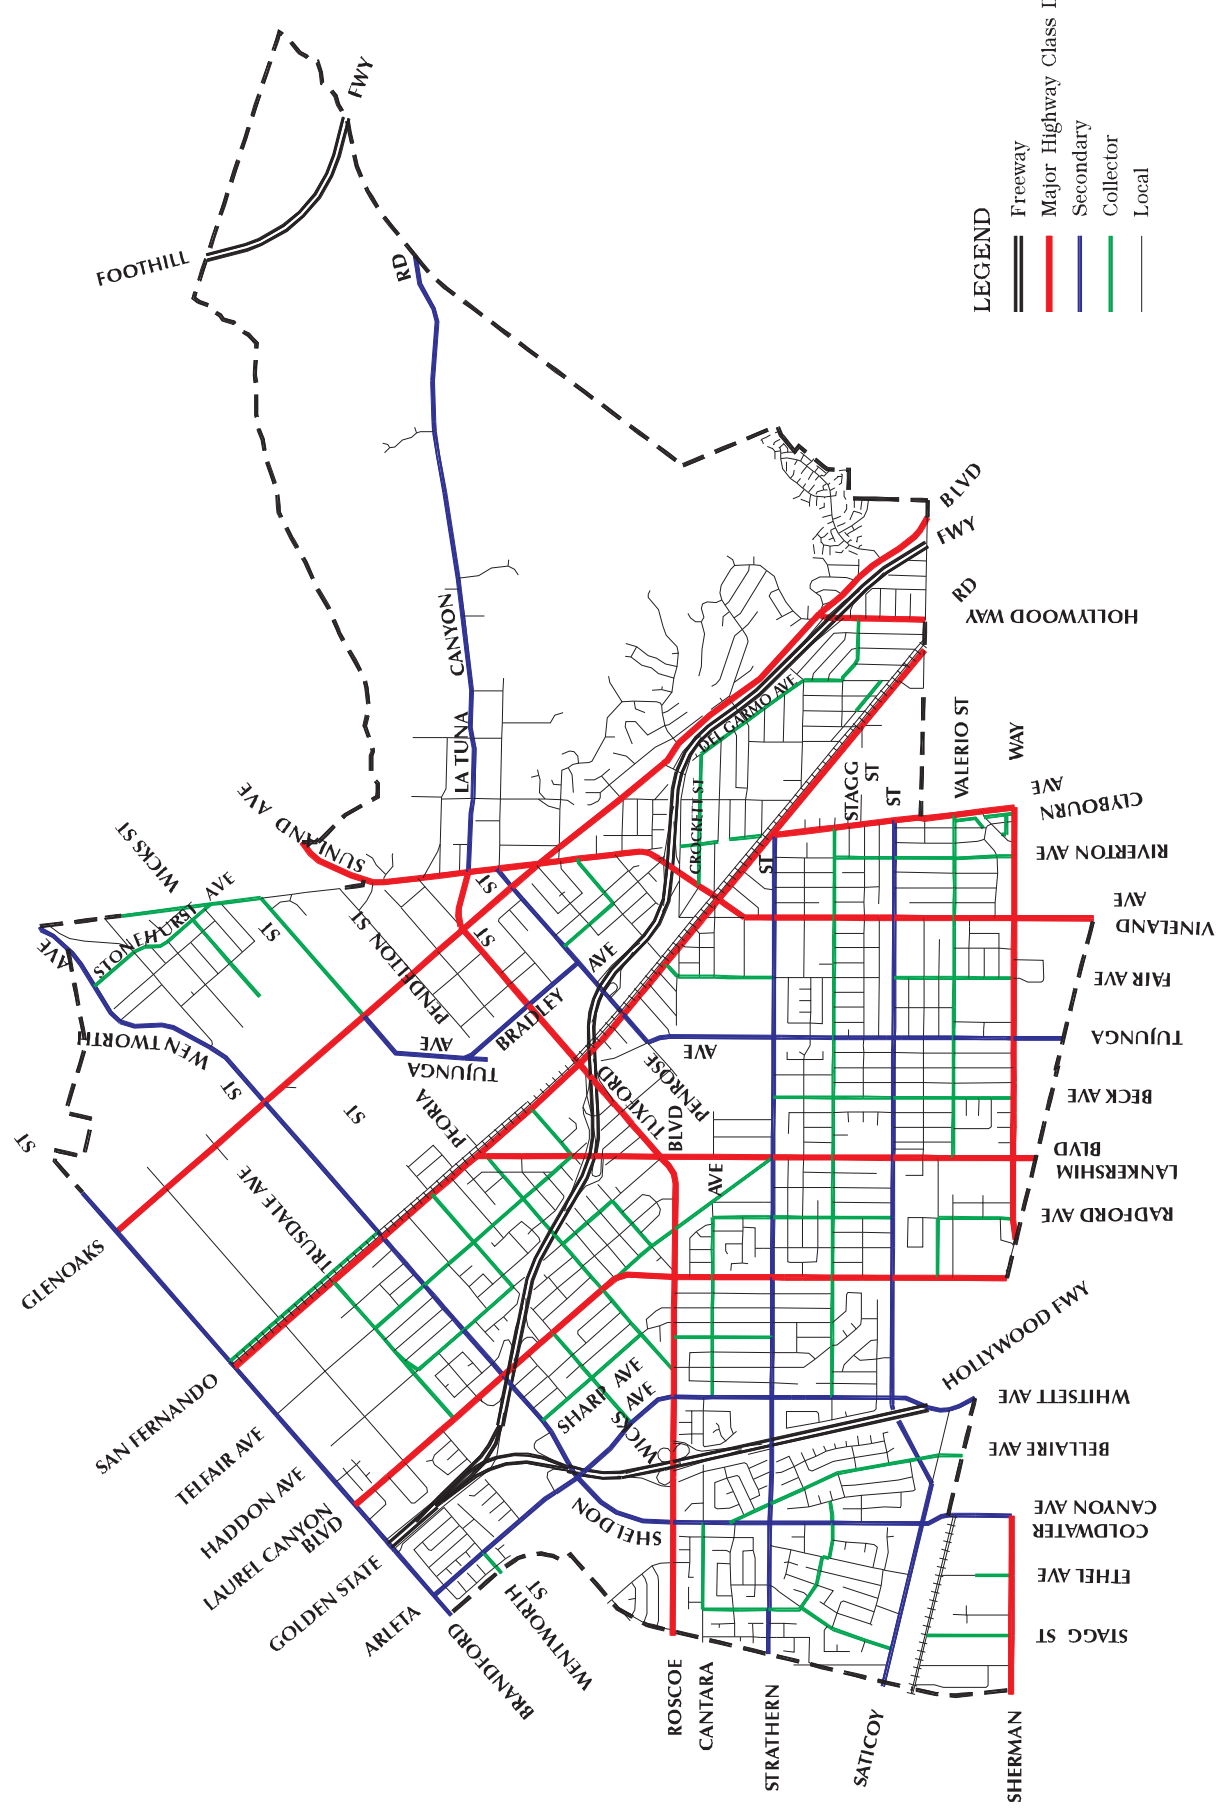 FOOTHILL
FWY
RD
LEGEND
Freeway
Major Highway Class I
Secondary
Collector
Local
BLVD
FWY
RD
HOLLYWOOD WAY
CANYON
LA TUNA
DEL GARMO AVE
CROCKETT ST
STAGG
ST
ST
VALERIO ST
WAY
CLYBOURN
AVE
RIVERTON AVE
VINELAND
AVE
FAIR AVE
TUJUNGA
BECK AVE
LANKERSHIM
BLVD
RADFORD AVE
HOLLYWOOD FWY
WHITSETT AVE
BELLAIRE AVE
COLDWATER
CANYON AVE
ETHEL AVE
STAGG ST
SUNLAND AVE
WICKS ST
STONEHURST AVE
AVE
ST
PENDELTON ST
ST
ST
ST
WENTWORTH
ST
TUJUNGA
AVE
BRADLEY
AVE
AVE
PENROSE
TUXFORD
BLVD
AVE
PEORIA
ST
ST
TRUSDALE AVE
GLENOAKS
SAN FERNANDO
TELFAIR AVE
HADDON AVE
LAUREL CANYON
BLVD
GOLDEN STATE
ARLETA
BRANDFORD
WENTWORTH
ST
SHARP AVE
WICKS AVE
SHELDON
ROSCOE
CANTARA
STRATHERN
SATICOY
SHERMAN